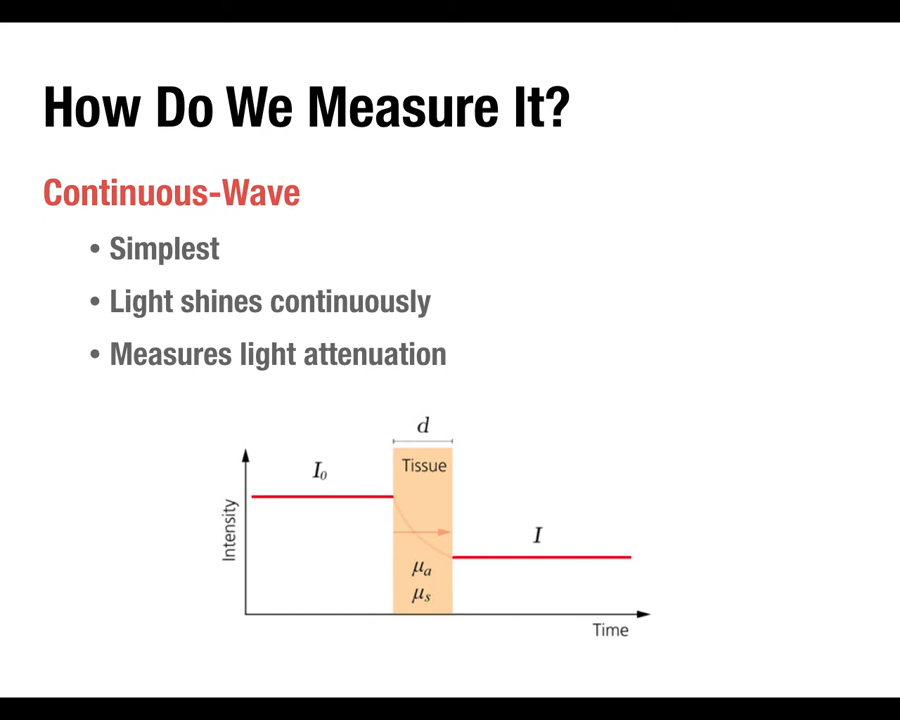 How Do We Measure It?
Continuous-Wave
• Simplest
• Light shines continuously
• Measures light attenuation
d
Tissue
I₀
Intensity
I
μₐ
μₛ
Time